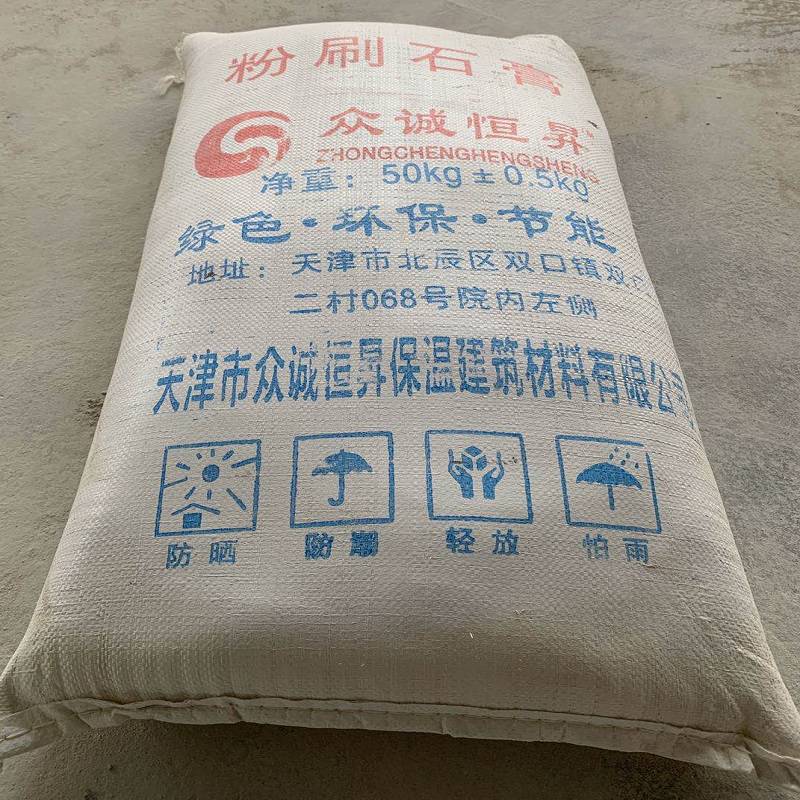 粉刷石膏
众诚恒昇
ZHONGCHENGHENGSHENG
净重：50kg±0.5kg
绿色·环保·节能
地址：天津市北辰区双口镇双
二村068号院内左侧
天津市众诚恒昇保温建筑材料有限公司
防晒 防潮 轻放 怕雨